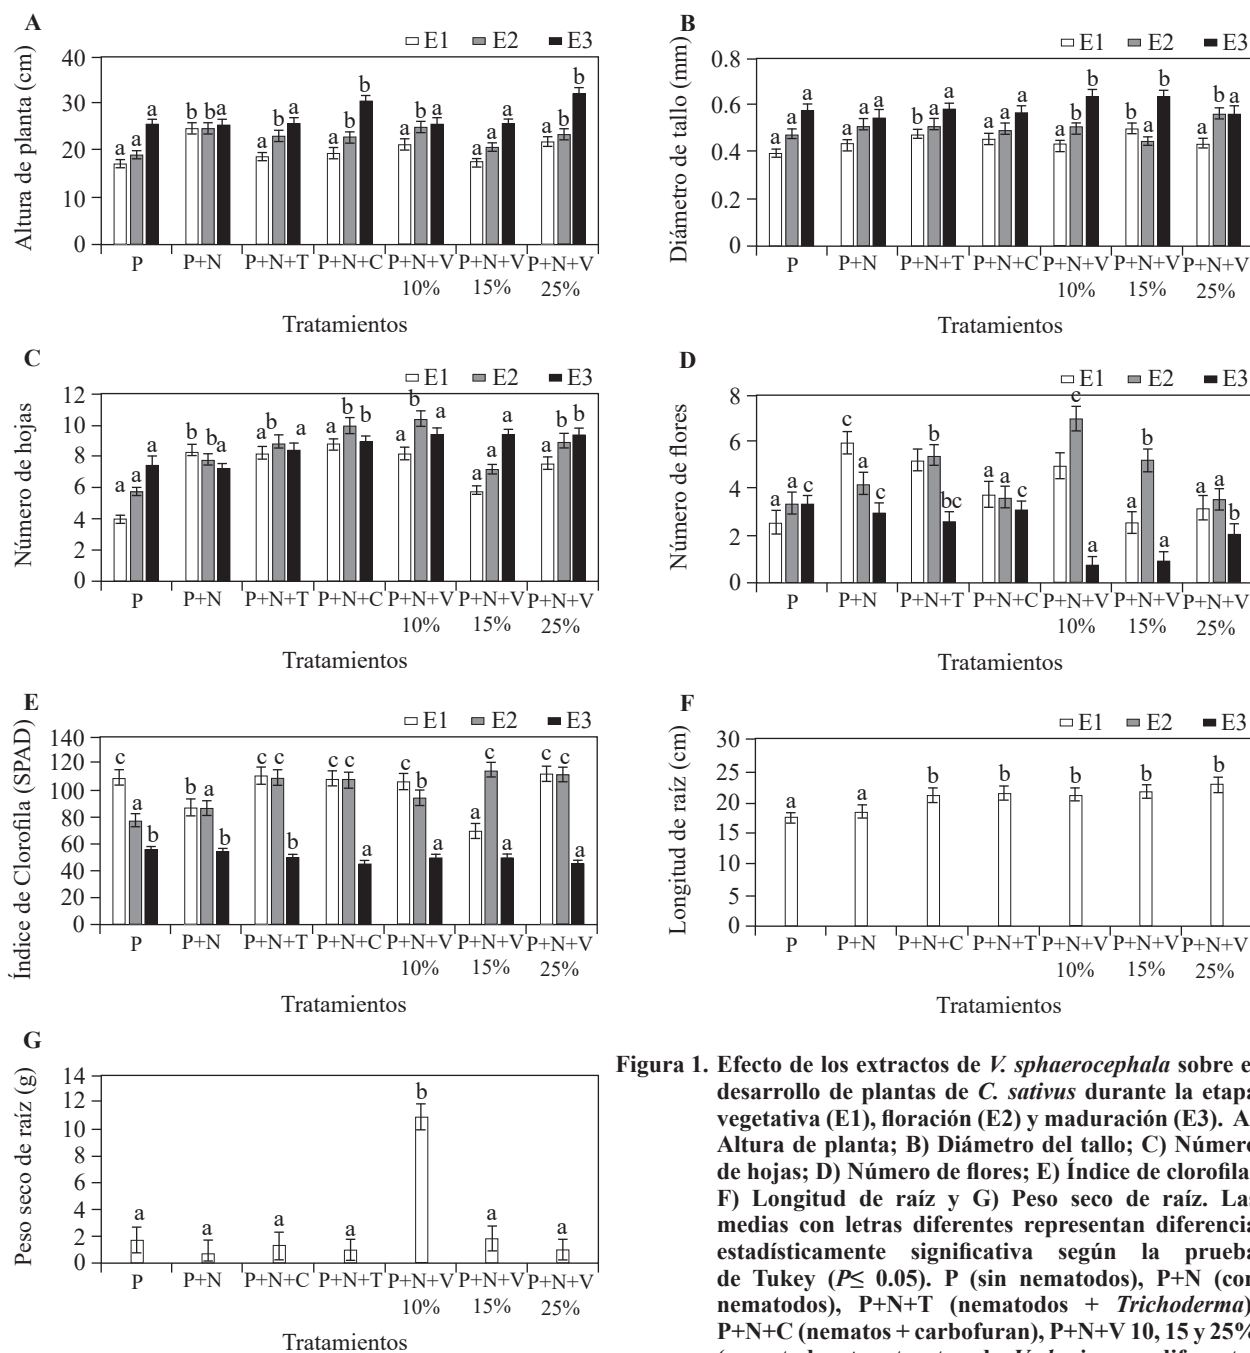 A
E1 E2 E3
Altura de planta (cm)
40
30
20
10
0
a a a b b a a b a a b b a b a a a a a b b
P P+N P+N+T P+N+C P+N+V P+N+V P+N+V
10% 15% 25%
Tratamientos
B
E1 E2 E3
Diámetro de tallo (mm)
0.8
0.6
0.4
0.2
0
a a a a a a b a a a a a a b b b a b a b a
P P+N P+N+T P+N+C P+N+V P+N+V P+N+V
10% 15% 25%
Tratamientos
C
E1 E2 E3
Número de hojas
12
10
8
6
4
2
0
a a a b b a a b a a b b a b a a a a a b b
P P+N P+N+T P+N+C P+N+V P+N+V P+N+V
10% 15% 25%
Tratamientos
D
E1 E2 E3
Número de flores
8
6
4
2
0
a a c c a c b bc a a c c a a b a a a b
P P+N P+N+T P+N+C P+N+V P+N+V P+N+V
10% 15% 25%
Tratamientos
E
E1 E2 E3
Índice de Clorofila (SPAD)
140
120
100
80
60
40
20
0
c a b b a b c c b c c a c b a a c a c c a
P P+N P+N+T P+N+C P+N+V P+N+V P+N+V
10% 15% 25%
Tratamientos
F
E1 E2 E3
Longitud de raíz (cm)
30
25
20
15
10
5
0
a a b b b b b
P P+N P+N+C P+N+T P+N+V P+N+V P+N+V
10% 15% 25%
Tratamientos
G
Peso seco de raíz (g)
14
12
10
8
6
4
2
0
a a a a b a a
P P+N P+N+C P+N+T P+N+V P+N+V P+N+V
10% 15% 25%
Tratamientos
Figura 1. Efecto de los extractos de V. sphaerocephala sobre e
desarrollo de plantas de C. sativus durante la etapa
vegetativa (E1), floración (E2) y maduración (E3). A
Altura de planta; B) Diámetro del tallo; C) Número
de hojas; D) Número de flores; E) Índice de clorofila
F) Longitud de raíz y G) Peso seco de raíz. Las
medias con letras diferentes representan diferencia
estadísticamente significativa según la prueba
de Tukey (P≤ 0.05). P (sin nematodos), P+N (con
nematodos), P+N+T (nematodos + Trichoderma)
P+N+C (nematos + carbofuran), P+N+V 10, 15 y 25%